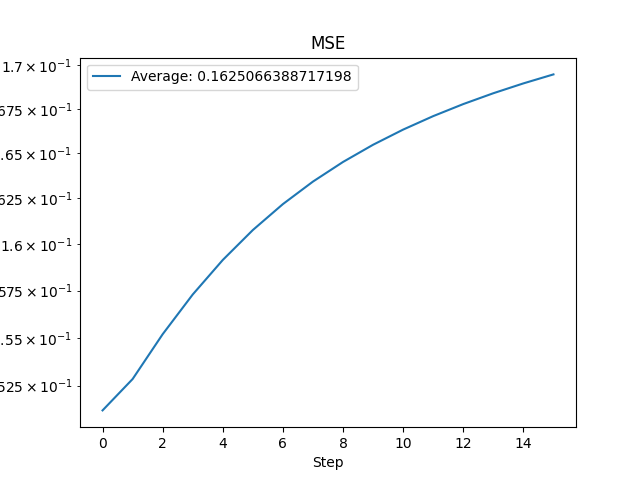 MSE
Average: 0.1625066388717198
1.7 × 10⁻¹
675 × 10⁻¹
.65 × 10⁻¹
625 × 10⁻¹
1.6 × 10⁻¹
575 × 10⁻¹
.55 × 10⁻¹
525 × 10⁻¹
0 2 4 6 8 10 12 14
Step